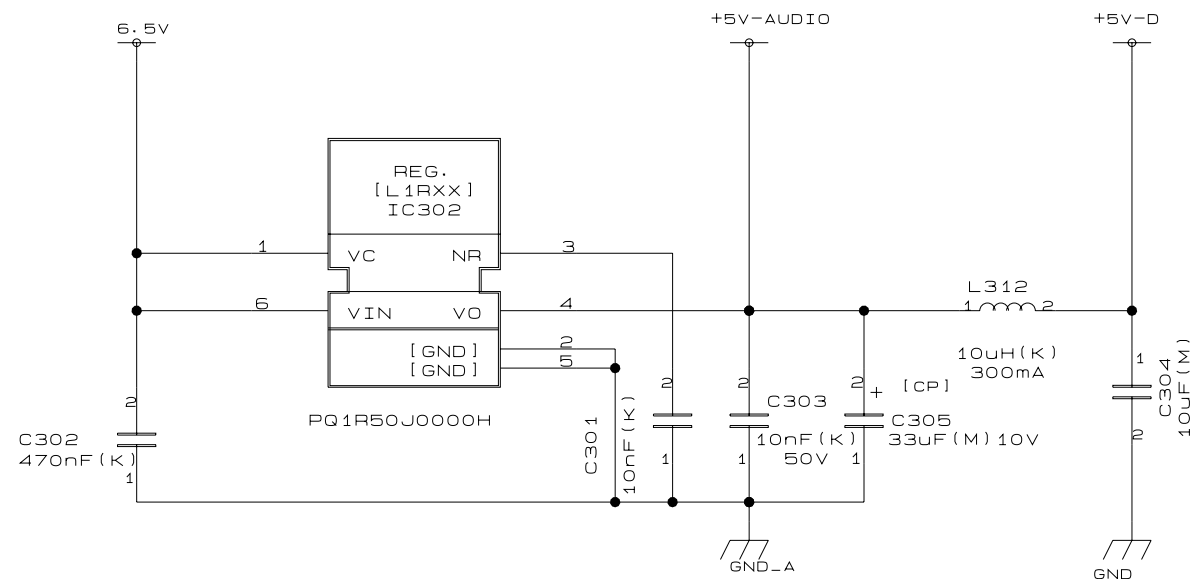 6.5V
+5V-AUDIO
+5V-D
REG.
[L1RXX]
IC302
1
VC
NR
3
6
VIN
VO
4
[GND]
2
[GND]
5
PQ1R50J0000H
L312
1
2
10uH(K)
300mA
2
C302
470nF(K)
1
C301
10nF(K)
2
1
2
C303
10nF(K)
50V
1
2
+
[CP]
C305
33uF(M)10V
1
1
C304
10uF(M)
2
GND_A
GND